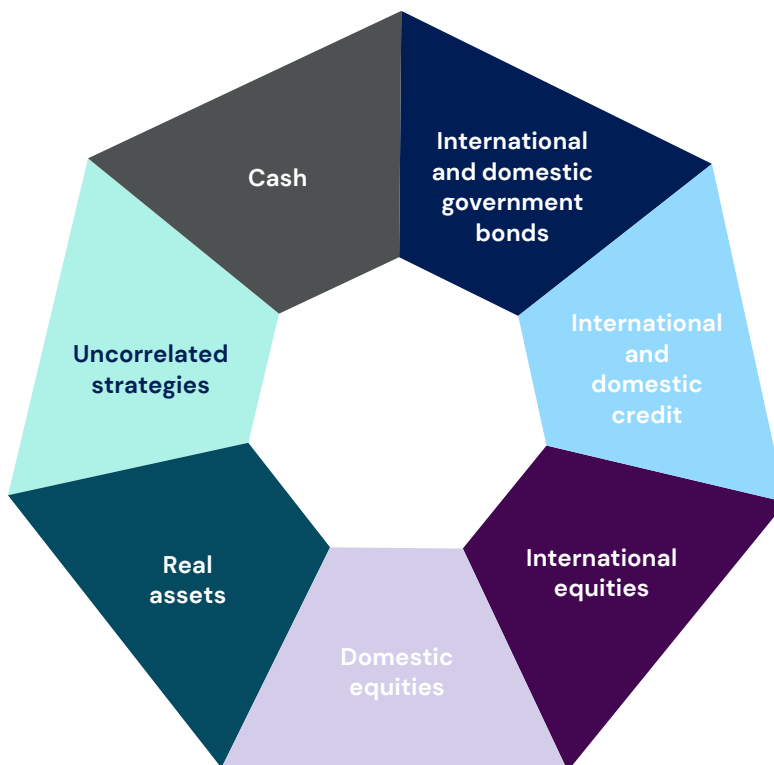 International
and domestic
government
bonds
Cash
International
and
domestic
credit
Uncorrelated
strategies
International
equities
Real
assets
Domestic
equities